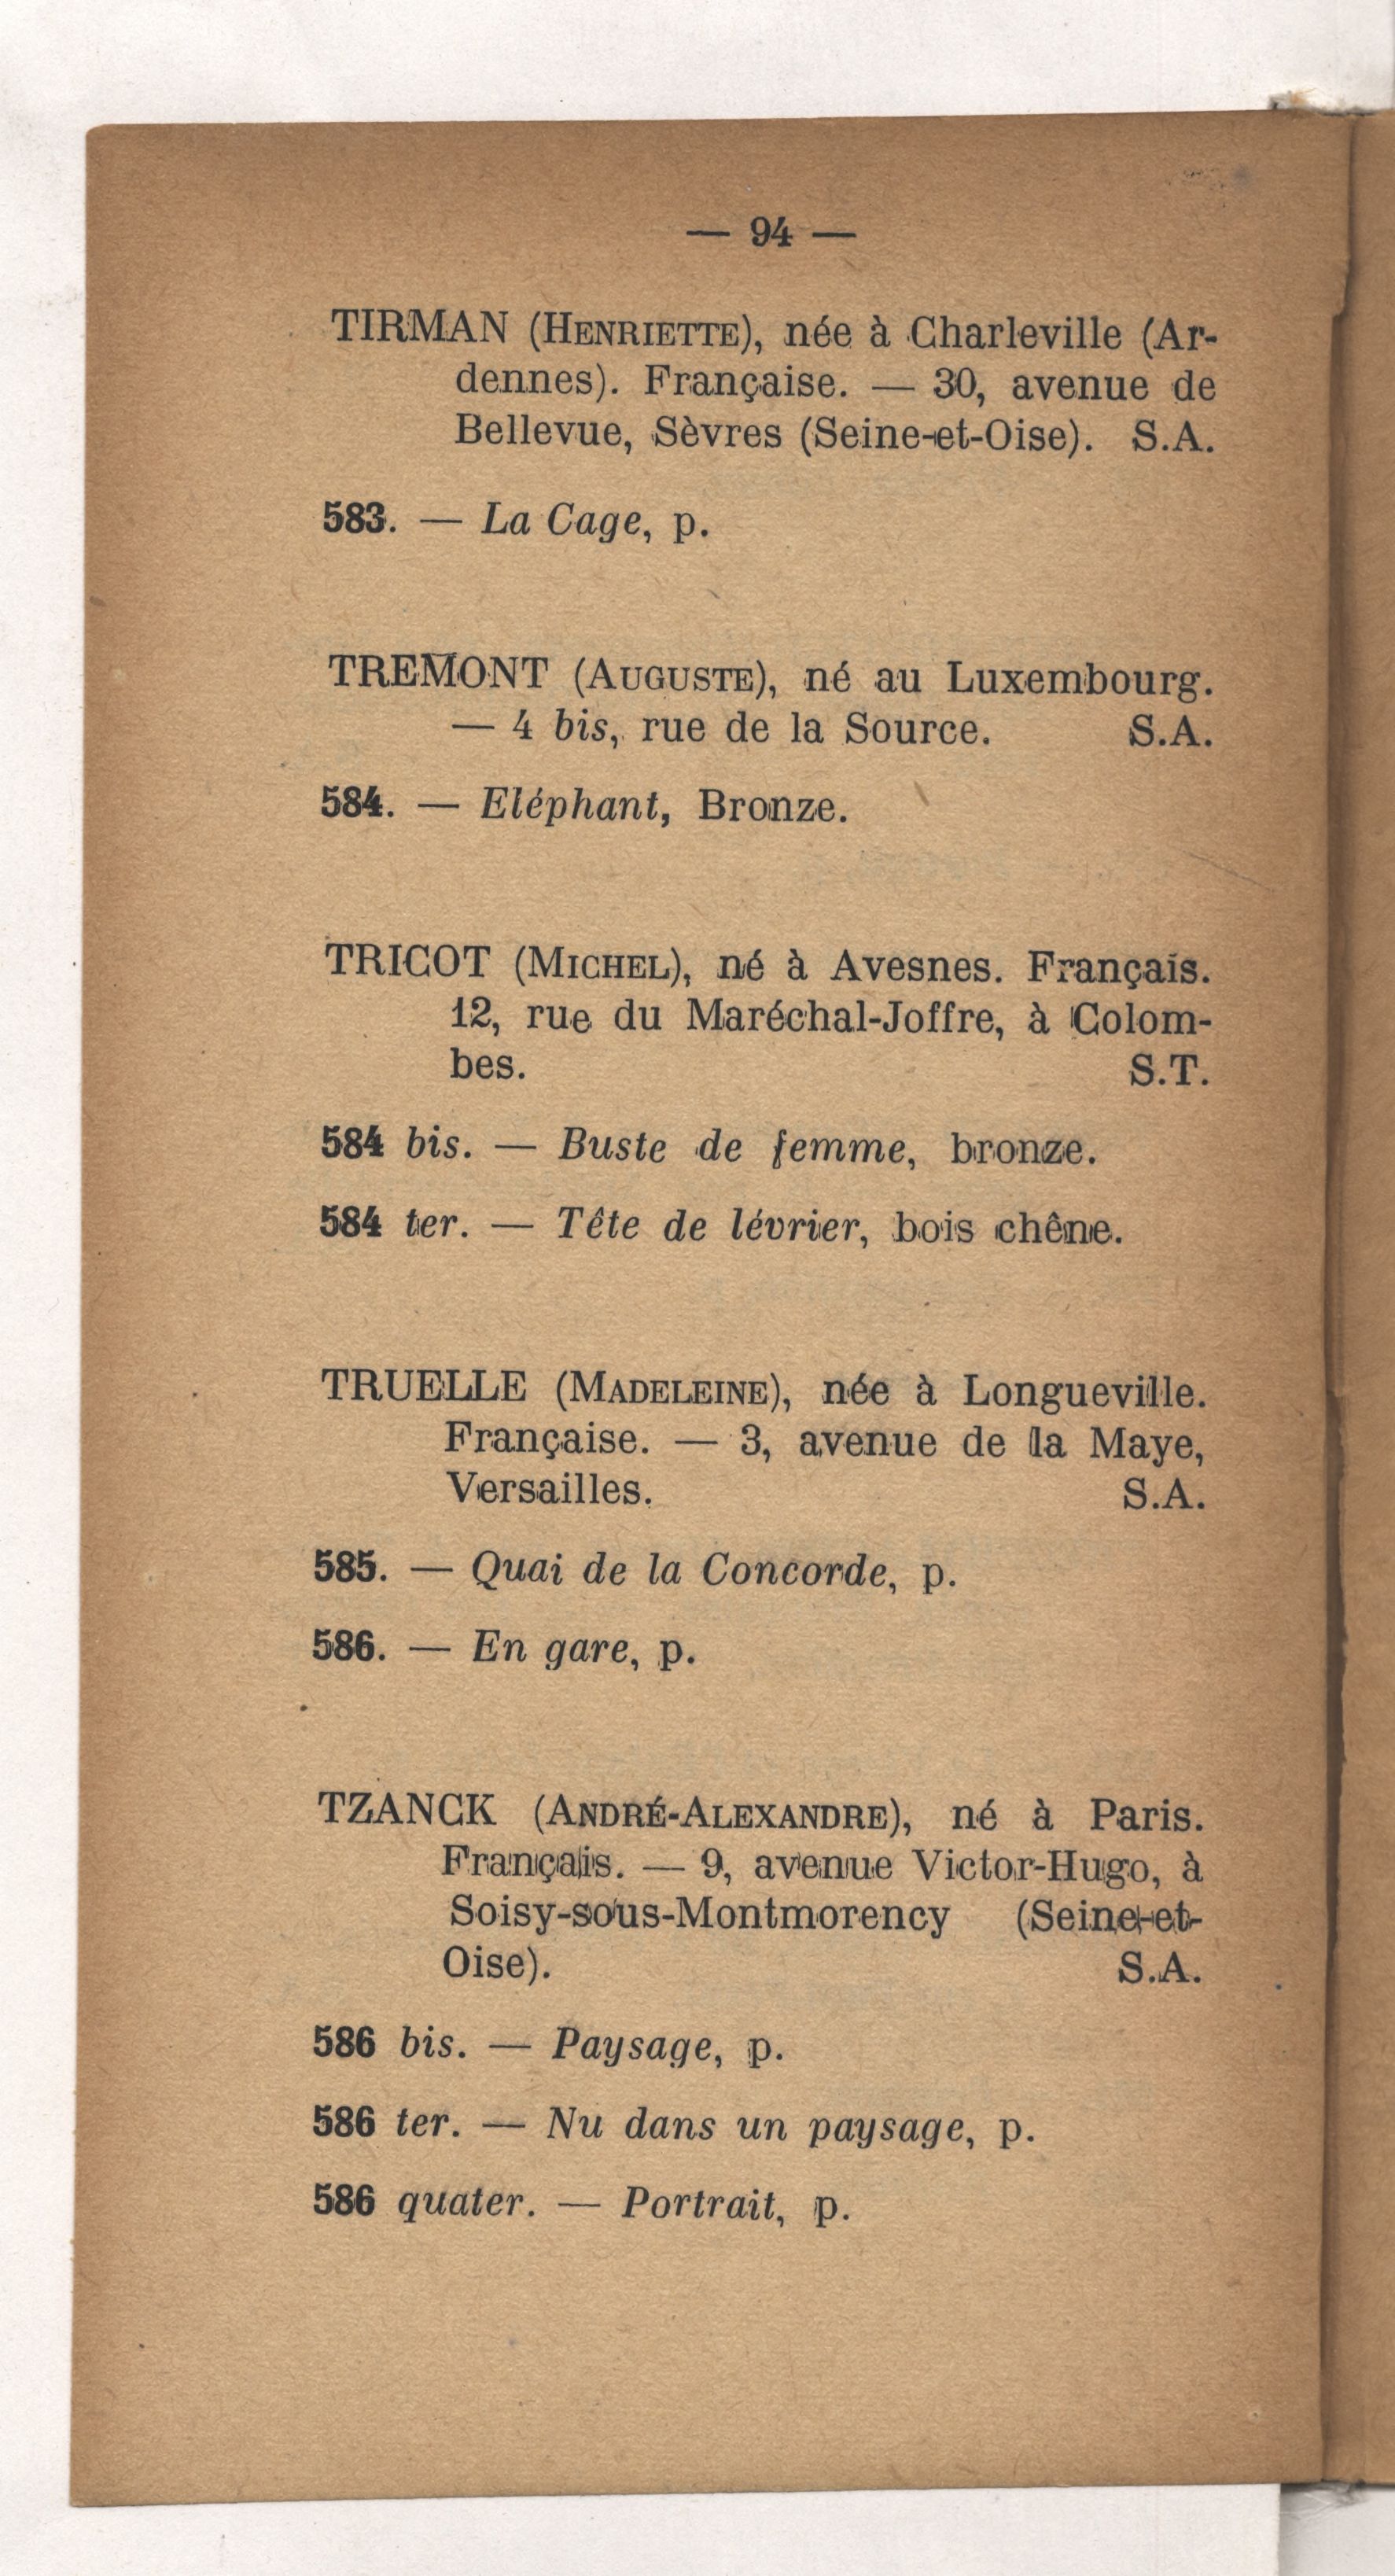 — 94 —
TIRMAN (HENRIETTE), née à Charleville (Ar-
dennes). Française. — 30, avenue de
Bellevue, Sèvres (Seine-et-Oise). S.A.
583. — La Cage, p.
TREMONT (AUGUSTE), né au Luxembourg.
— 4 bis, rue de la Source. S.A.
584. — Eléphant, Bronze.
TRICOT (MICHEL), né à Avesnes. Français.
12, rue du Maréchal-Joffre, à Colom-
bes. S.T.
584 bis. — Buste de femme, bronze.
584 ter. — Tête de lévrier, bois chêne.
TRUELLE (MADELEINE), née à Longueville.
Française. — 3, avenue de la Maye,
Versailles. S.A.
585. — Quai de la Concorde, p.
586. — En gare, p.
TZANCK (ANDRÉ-ALEXANDRE), né à Paris.
Français. — 9, avenue Victor-Hugo, à
Soisy-sous-Montmorency (Seine-et-
Oise). S.A.
586 bis. — Paysage, p.
586 ter. — Nu dans un paysage, p.
586 quater. — Portrait, p.